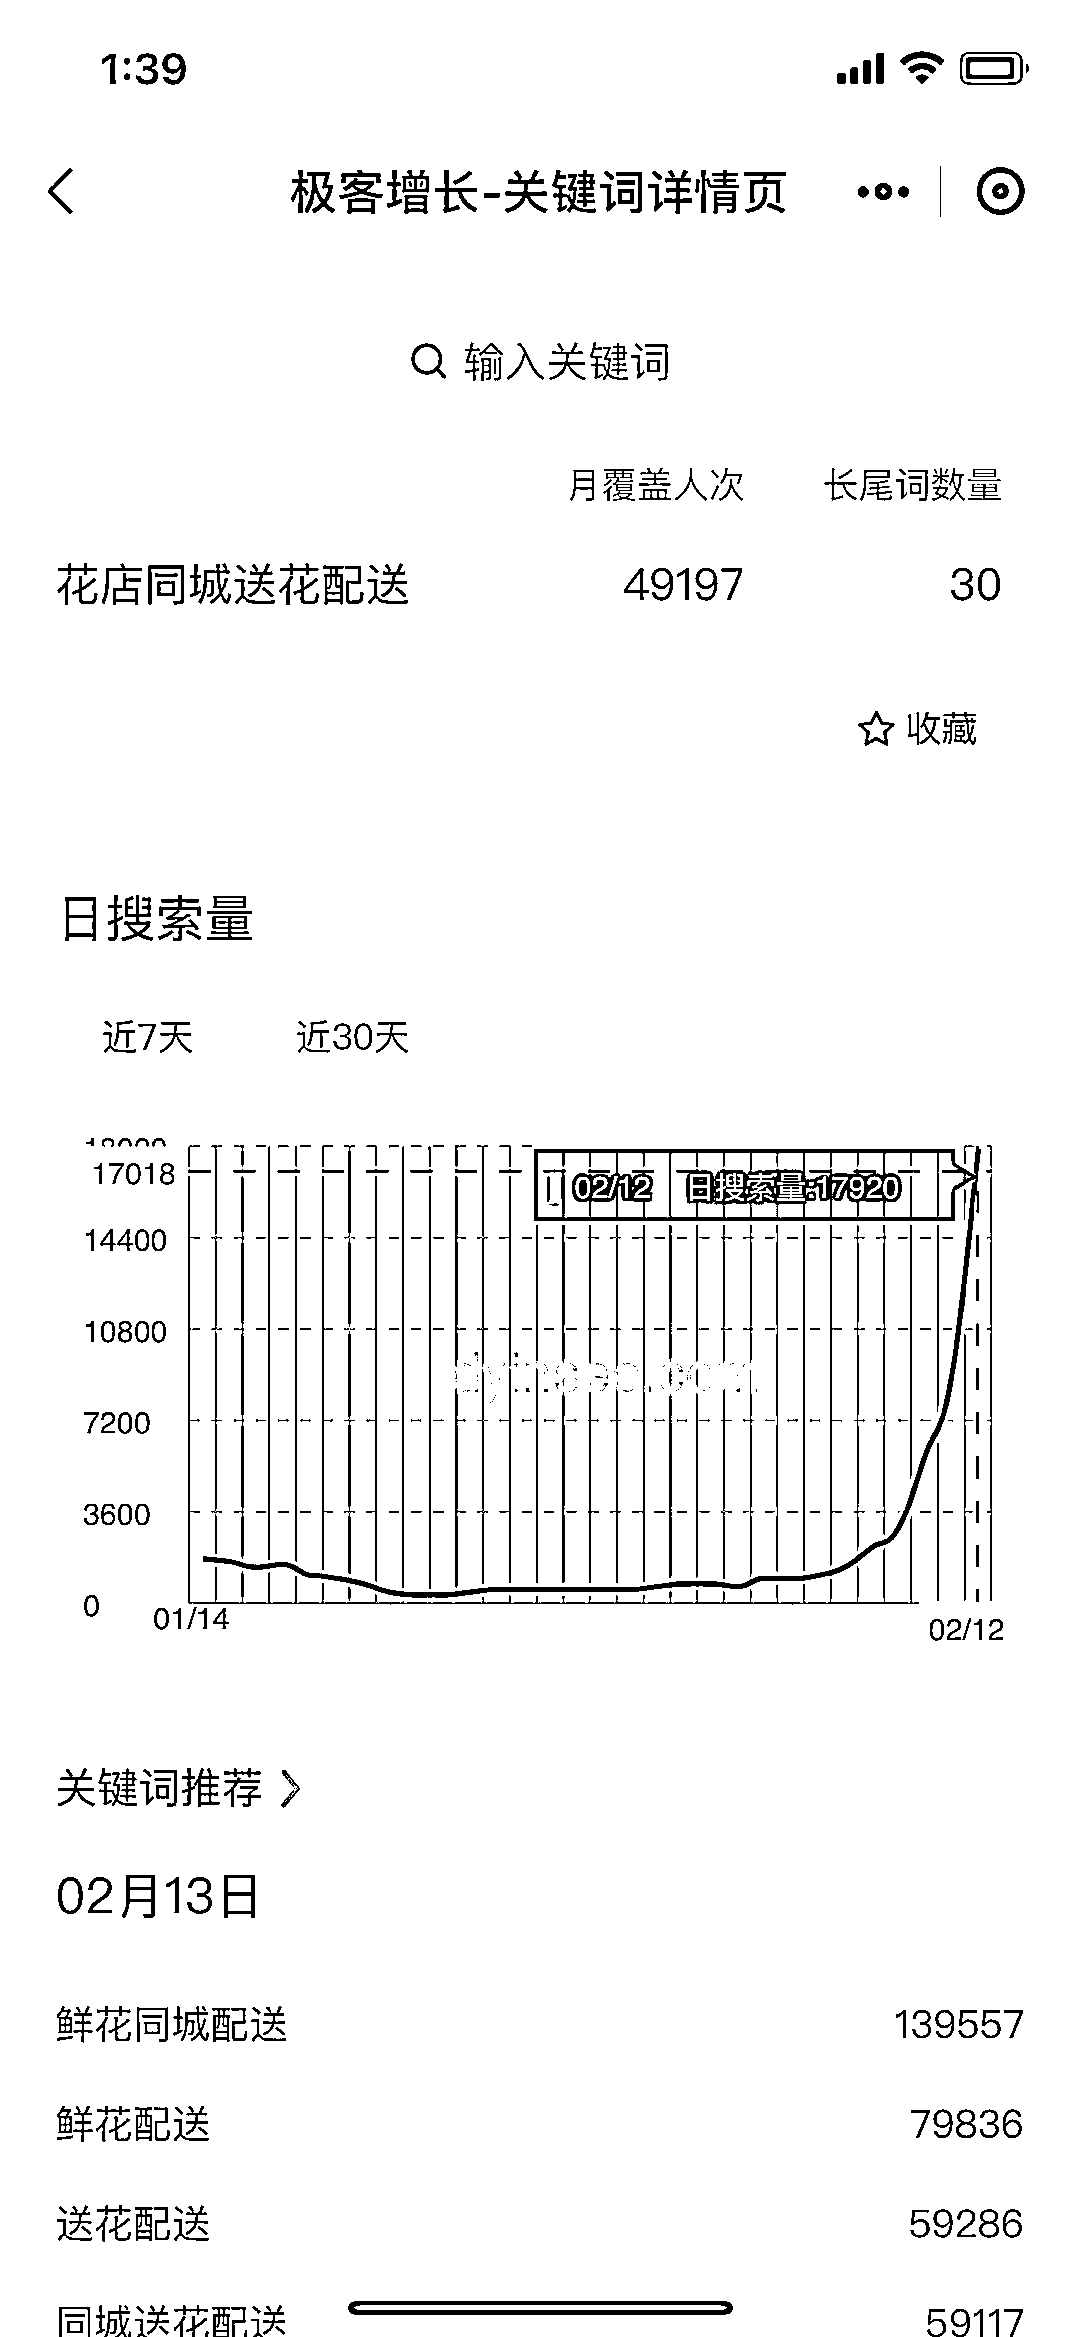 1:39
极客增长-关键词详情页
输入关键词
月覆盖人次 长尾词数量
花店同城送花配送 49197 30
收藏
日搜索量
近7天 近30天
18000
17018
02/12 日搜索量:17920
14400
10800
7200
3600
0
01/14 02/12
关键词推荐
02月13日
鲜花同城配送 139557
鲜花配送 79836
送花配送 59286
同城送花配送 59117